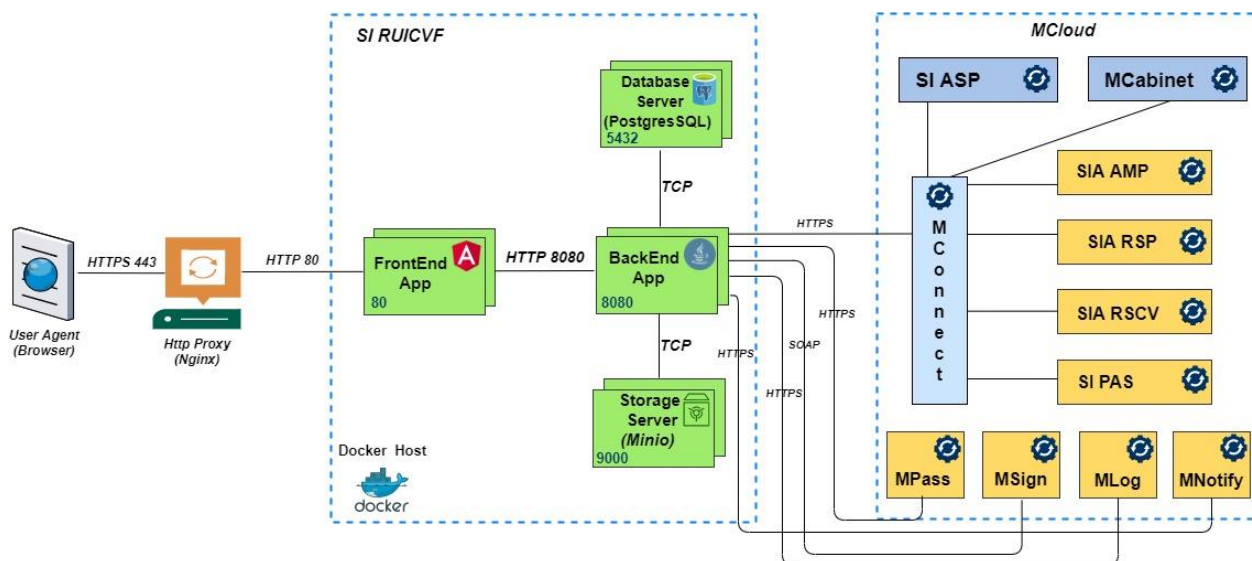 SI RUICVF
MCloud
SI ASP
MCabinet
Database
Server
(PostgresSQL)
5432
TCP
SIA AMP
SIA RSP
SIA RSCV
SI PAS
MConnect
HTTPS
HTTPS 443
HTTP 80
FrontEnd
App
80
HTTP 8080
BackEnd
App
8080
User Agent
(Browser)
Http Proxy
(Nginx)
TCP
HTTPS
HTTPS
SOAP
HTTPS
Storage
Server
(Minio)
9000
Docker Host
docker
MPass
MSign
MLog
MNotify